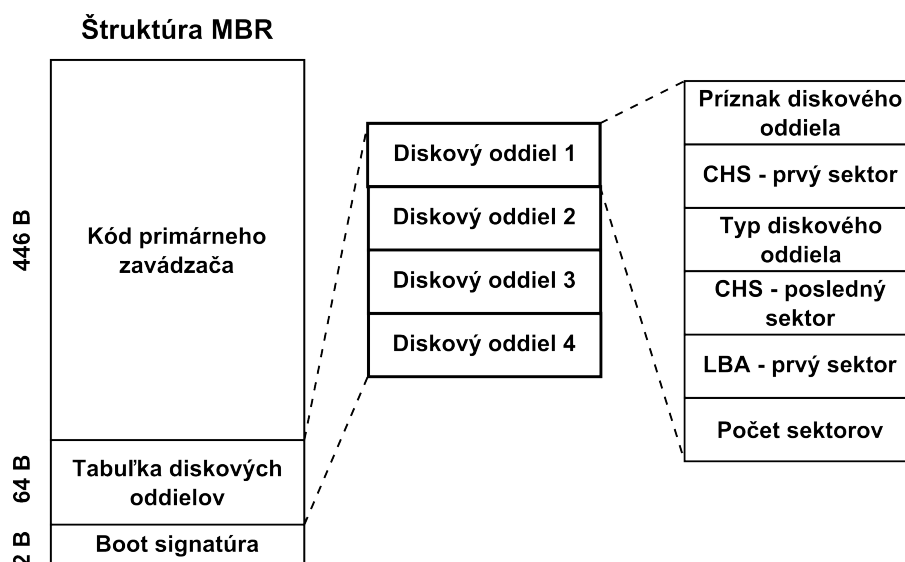 Štruktúra MBR
446 B
Kód primárneho
zavádzača
64 B
Tabuľka diskových
oddielov
2 B
Boot signatúra
Diskový oddiel 1
Diskový oddiel 2
Diskový oddiel 3
Diskový oddiel 4
Príznak diskového
oddiela
CHS - prvý sektor
Typ diskového
oddiela
CHS - posledný
sektor
LBA - prvý sektor
Počet sektorov